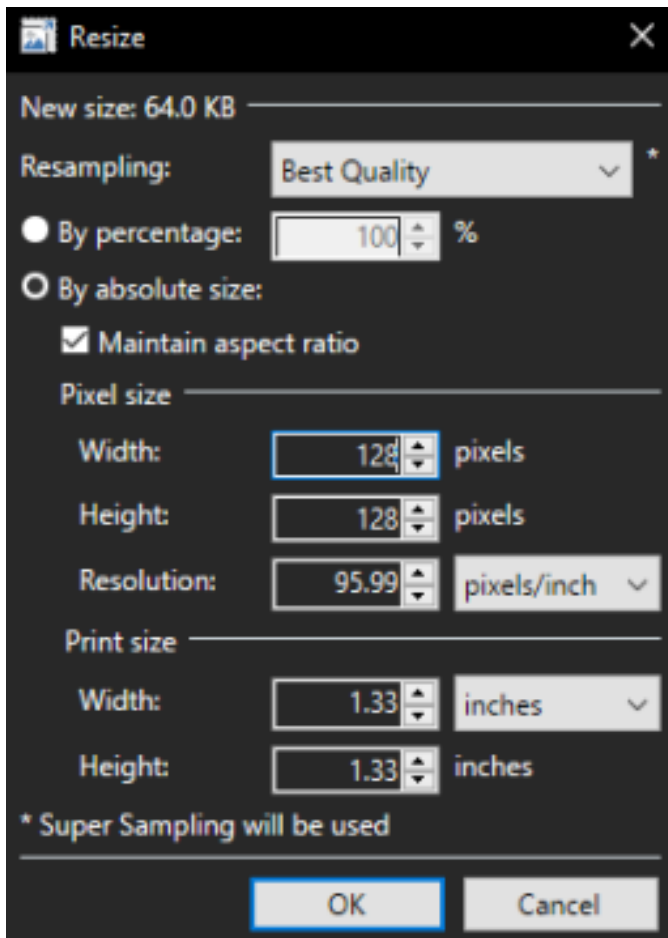 Resize
New size: 64.0 KB
Resampling: Best Quality *
By percentage: 100 %
By absolute size:
Maintain aspect ratio
Pixel size
Width: 128 pixels
Height: 128 pixels
Resolution: 95.99 pixels/inch
Print size
Width: 1.33 inches
Height: 1.33 inches
* Super Sampling will be used
OK Cancel